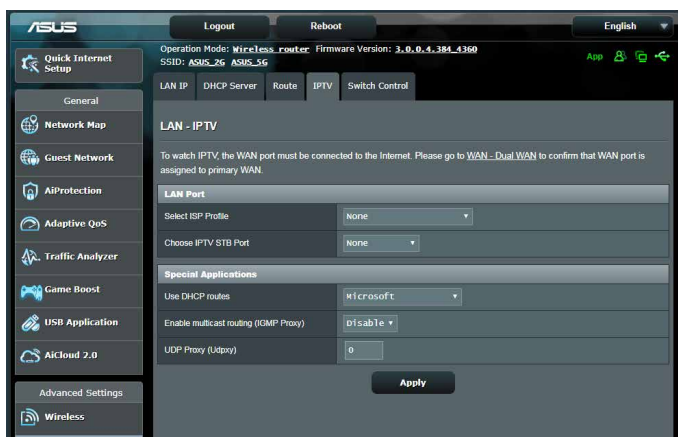 ASUS
Logout
Reboot
English
Quick Internet
Setup
Operation Mode: Wireless router Firmware Version: 3.0.0.4.384_4360
SSID: ASUS_2G ASUS_5G
App
LAN IP
DHCP Server
Route
IPTV
Switch Control
General
Network Map
Guest Network
AiProtection
Adaptive QoS
Traffic Analyzer
Game Boost
USB Application
AiCloud 2.0
Advanced Settings
Wireless
LAN - IPTV
To watch IPTV, the WAN port must be connected to the Internet. Please go to WAN - Dual WAN to confirm that WAN port is
assigned to primary WAN.
LAN Port
Select ISP Profile
None
Choose IPTV STB Port
None
Special Applications
Use DHCP routes
Microsoft
Enable multicast routing (IGMP Proxy)
Disable
UDP Proxy (Udpxy)
0
Apply